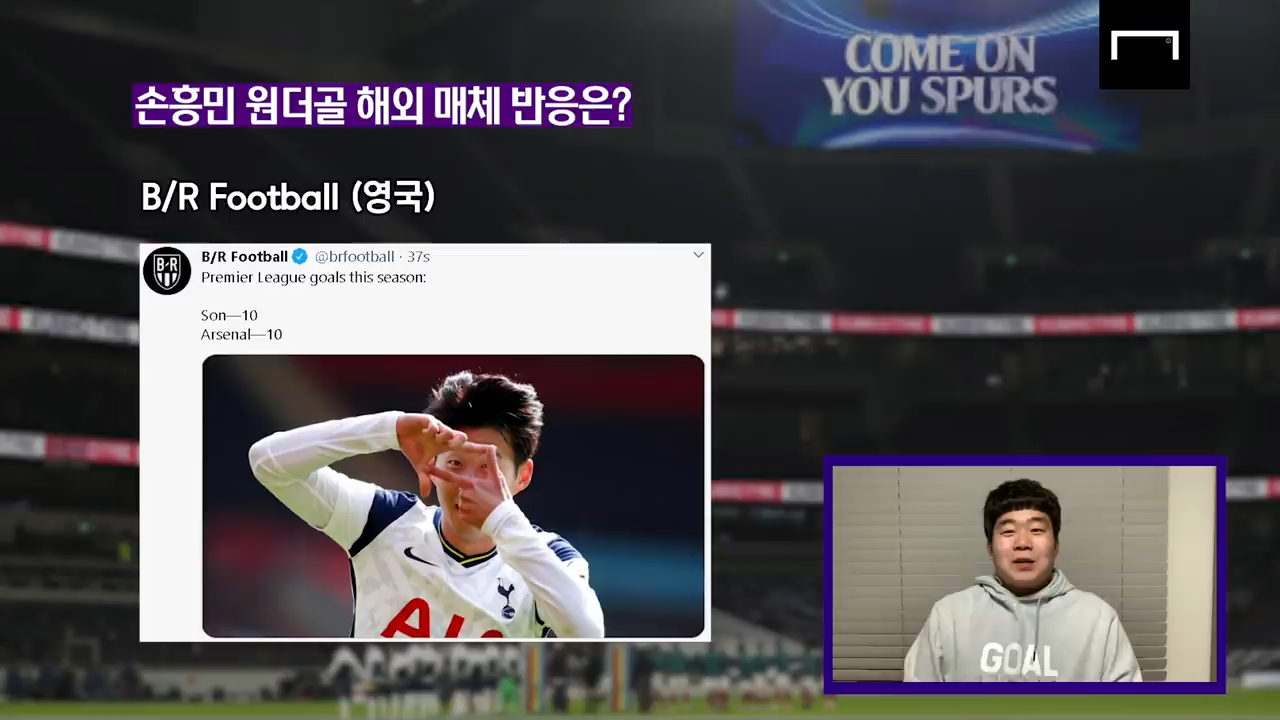 COME ON
YOU SPURS
손흥민 원더골 해외 매체 반응은?
B/R Football (영국)
B/R Football @brfootball · 37s
Premier League goals this season:
Son—10
Arsenal—10
B R
AIA
GOAL